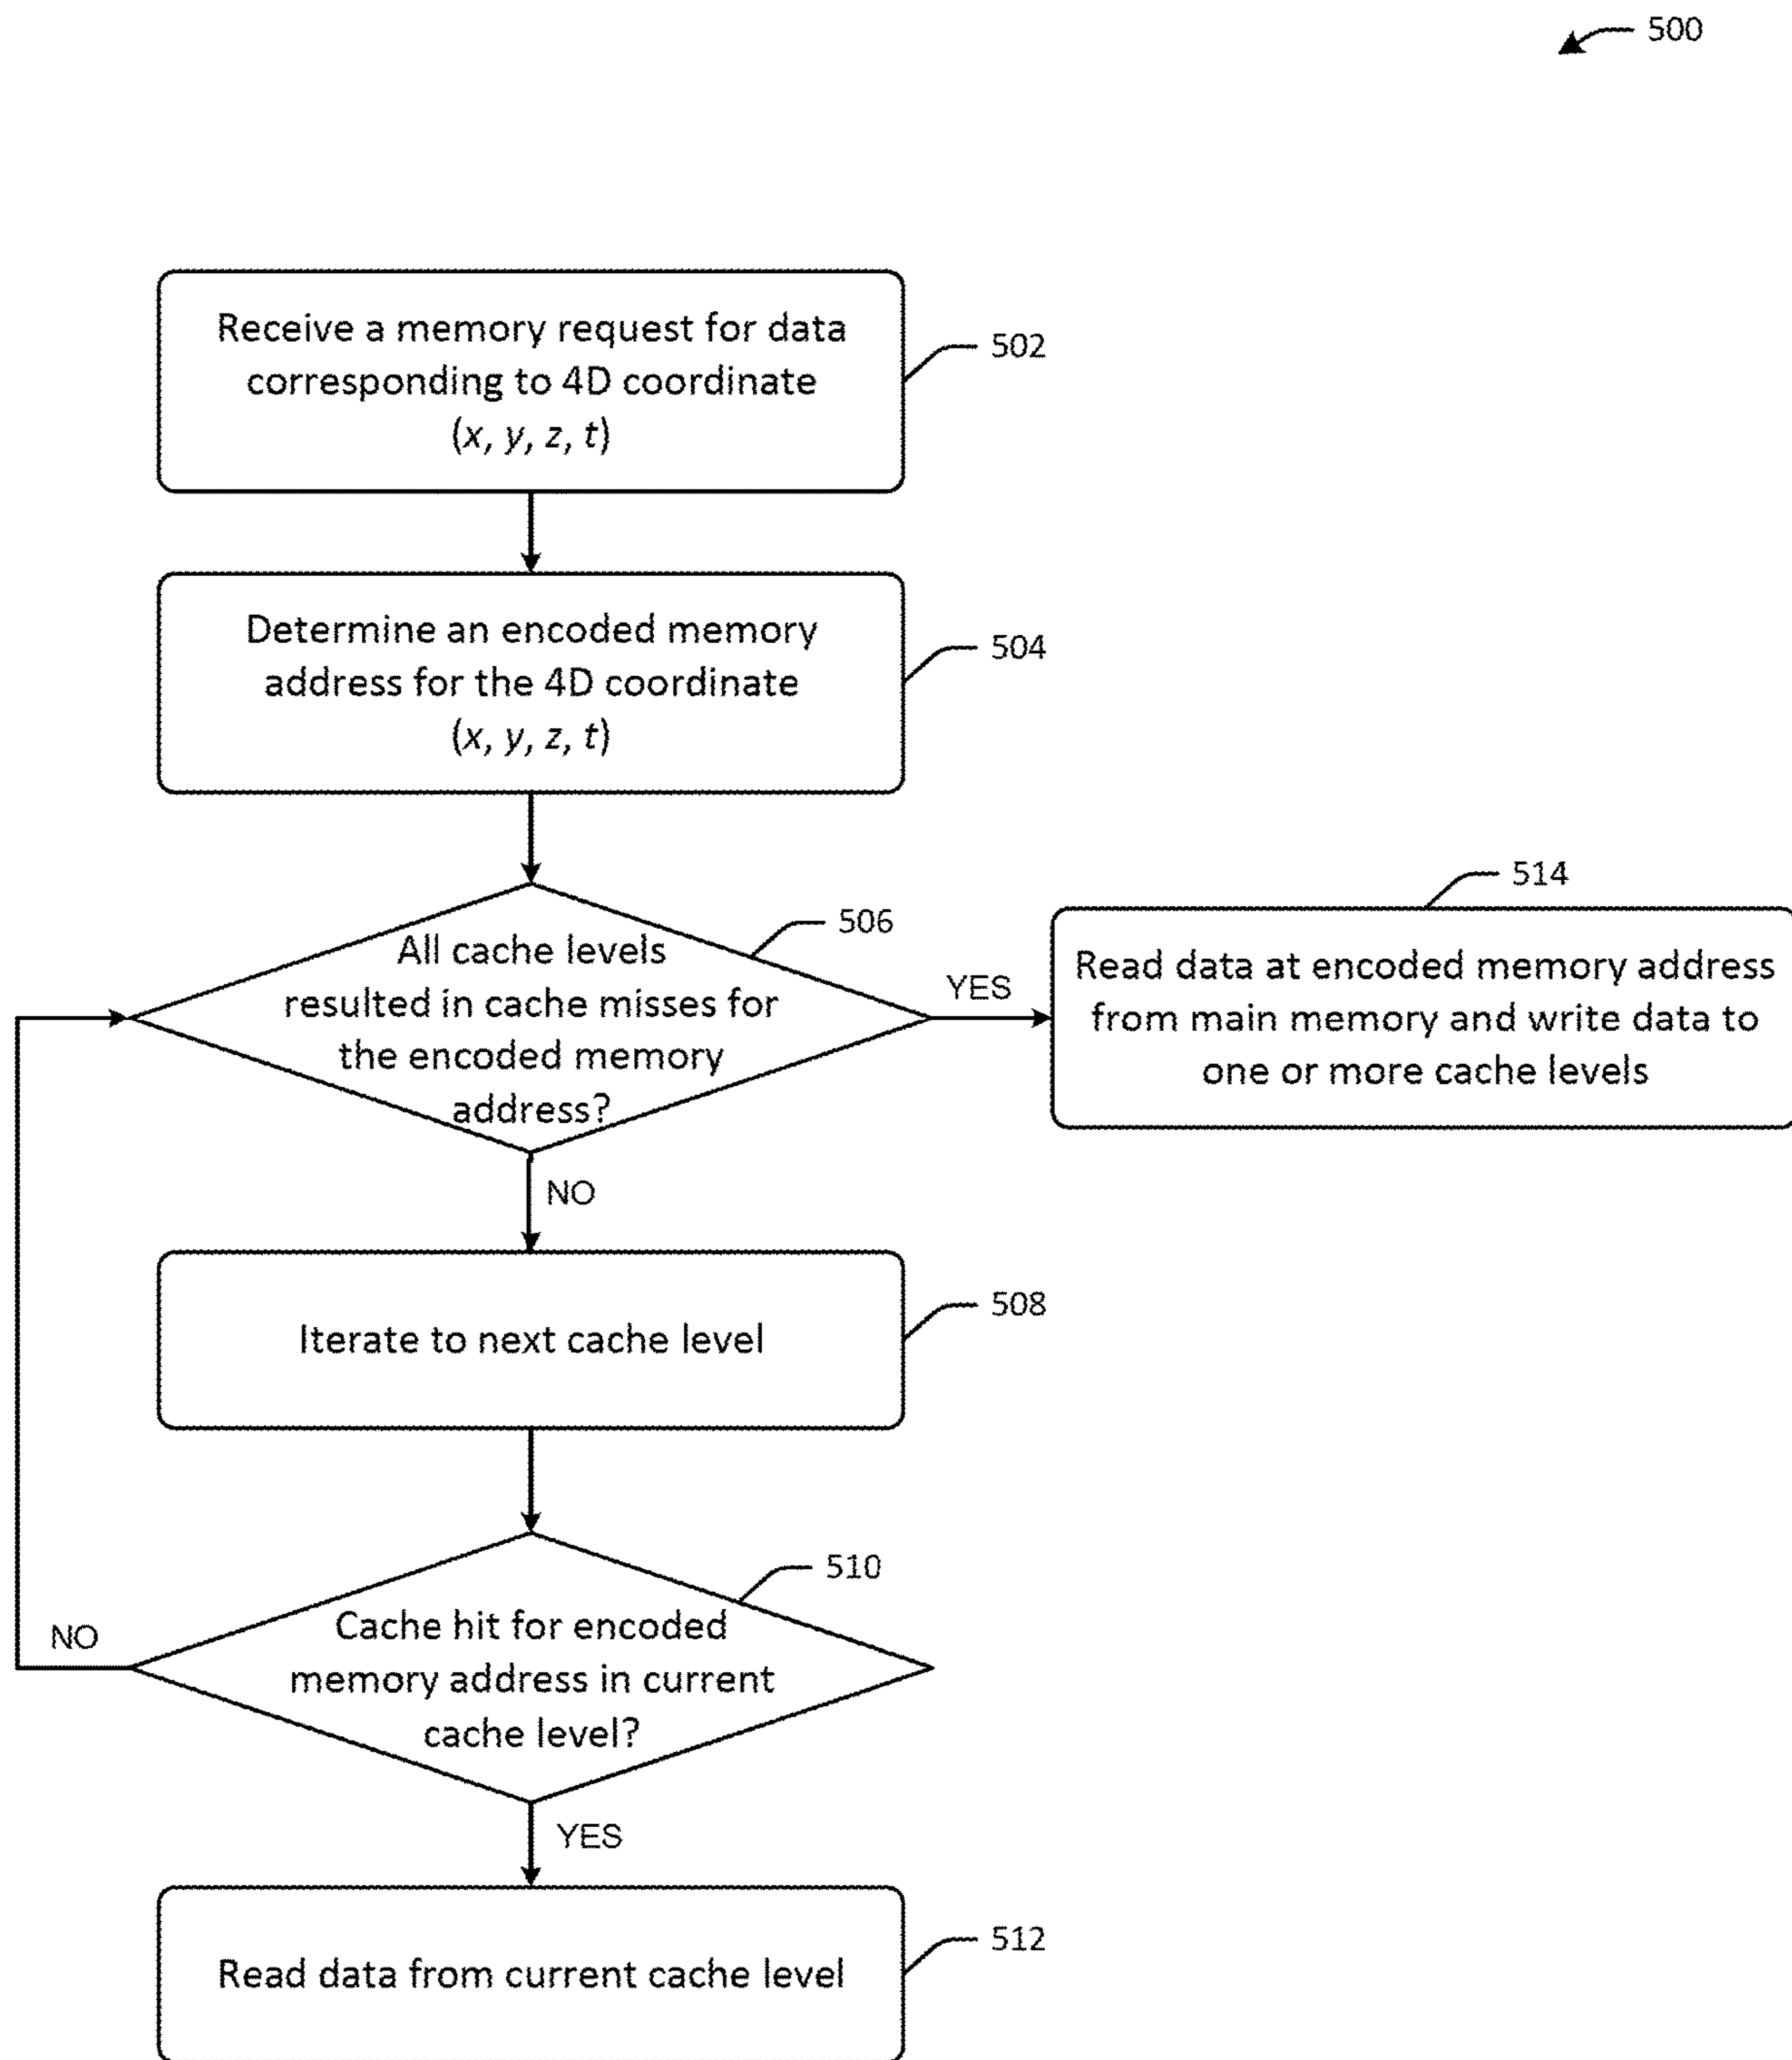 500
Receive a memory request for data
corresponding to 4D coordinate
(x, y, z, t)
502
Determine an encoded memory
address for the 4D coordinate
(x, y, z, t)
504
514
506
All cache levels
resulted in cache misses for
the encoded memory
address?
YES
Read data at encoded memory address
from main memory and write data to
one or more cache levels
NO
508
Iterate to next cache level
510
Cache hit for encoded
memory address in current
cache level?
NO
YES
512
Read data from current cache level